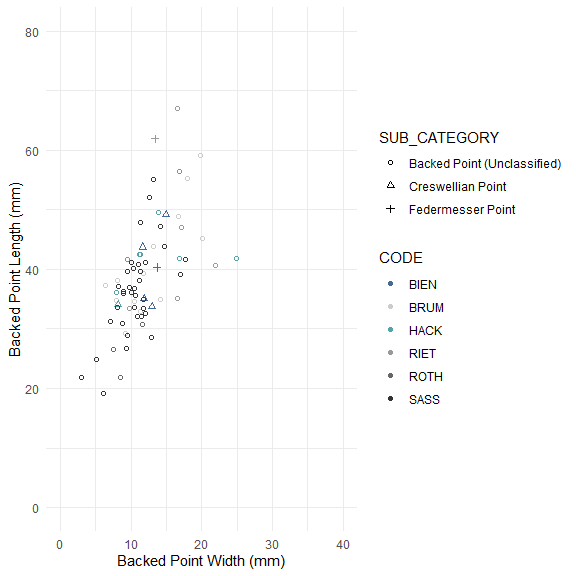 80
60
40
20
0
Backed Point Length (mm)
0 10 20 30 40
Backed Point Width (mm)
SUB_CATEGORY
Backed Point (Unclassified)
Creswellian Point
Federmesser Point
CODE
BIEN
BRUM
HACK
RIET
ROTH
SASS